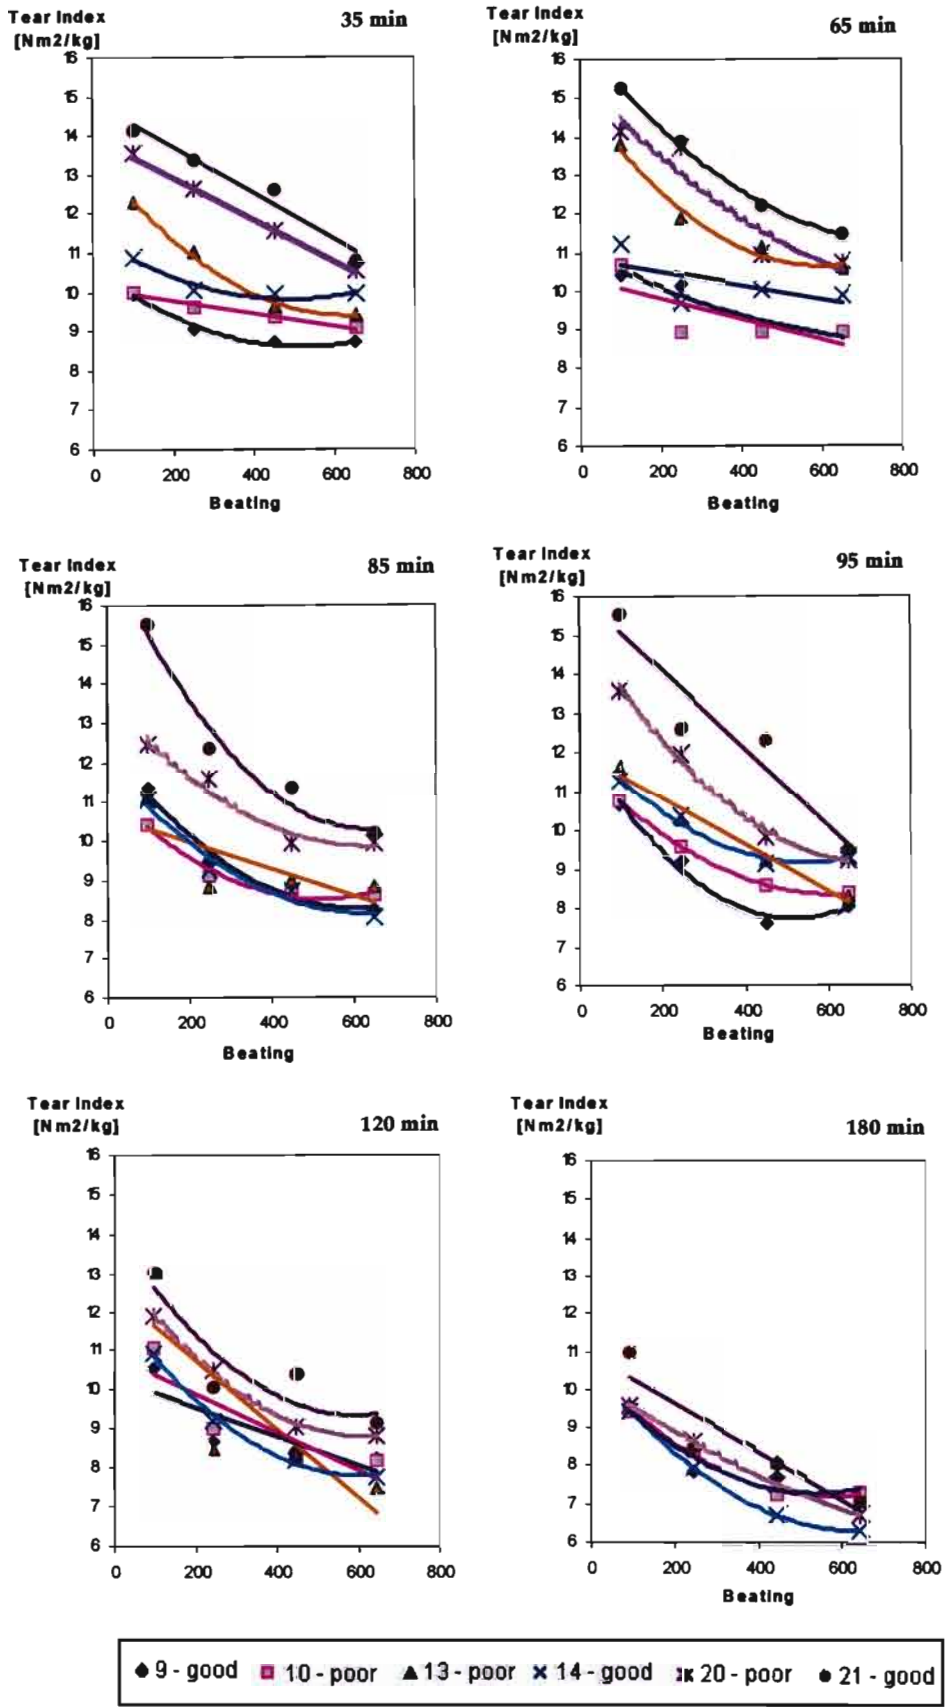 Tear Index
[Nm2/kg]
35 min
16
15
14
13
12
11
10
9
8
7
6
0 200 400 600 800
Beating
Tear Index
[Nm2/kg]
65 min
16
15
14
13
12
11
10
9
8
7
6
0 200 400 600 800
Beating
Tear Index
[Nm2/kg]
85 min
16
15
14
13
12
11
10
9
8
7
6
0 200 400 600 800
Beating
Tear Index
[Nm2/kg]
95 min
16
15
14
13
12
11
10
9
8
7
6
0 200 400 600 800
Beating
Tear Index
[Nm2/kg]
120 min
16
15
14
13
12
11
10
9
8
7
6
0 200 400 600 800
Tear Index
[Nm2/kg]
180 min
16
15
14
13
12
11
10
9
8
7
6
0 200 400 600 800
Beating
9 - good 10 - poor 13 - poor 14 - good 20 - poor 21 - good